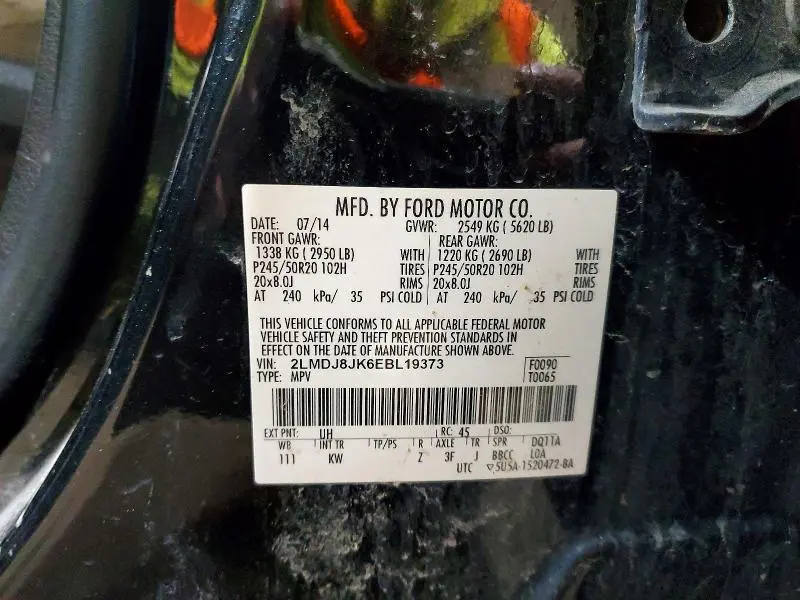 MFD. BY FORD MOTOR CO.
DATE: 07/14 GVWR: 2549 KG ( 5620 LB)
FRONT GAWR: REAR GAWR:
1338 KG ( 2950 LB) WITH 1220 KG ( 2690 LB) WITH
P245/50R20 102H TIRES P245/50R20 102H TIRES
20x8.0J RIMS 20x8.0J RIMS
AT 240 kPa/ 35 PSI COLD AT 240 kPa/ 35 PSI COLD
THIS VEHICLE CONFORMS TO ALL APPLICABLE FEDERAL MOTOR
VEHICLE SAFETY AND THEFT PREVENTION STANDARDS IN
EFFECT ON THE DATE OF MANUFACTURE SHOWN ABOVE.
VIN: 2LMDJ8JK6EBL19373 F0090
TYPE: MPV T0065
EXT PNT: UH RC: 45 DSO:
WB INT TR TP/PS R AXLE TR SPR DQ11A
111 KW Z 3F J BBCC LOA
UTC ▽5U5A-1520472-BA